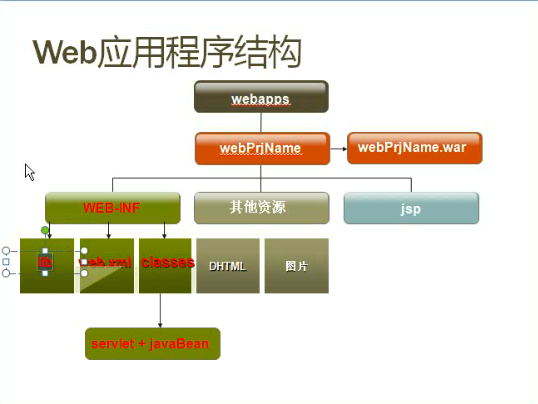 Web应用程序结构
webapps
webPrjName
webPrjName.war
WEB-INF
其他资源
jsp
lib
web.xml
classes
DHTML
图片
servlet + javaBean